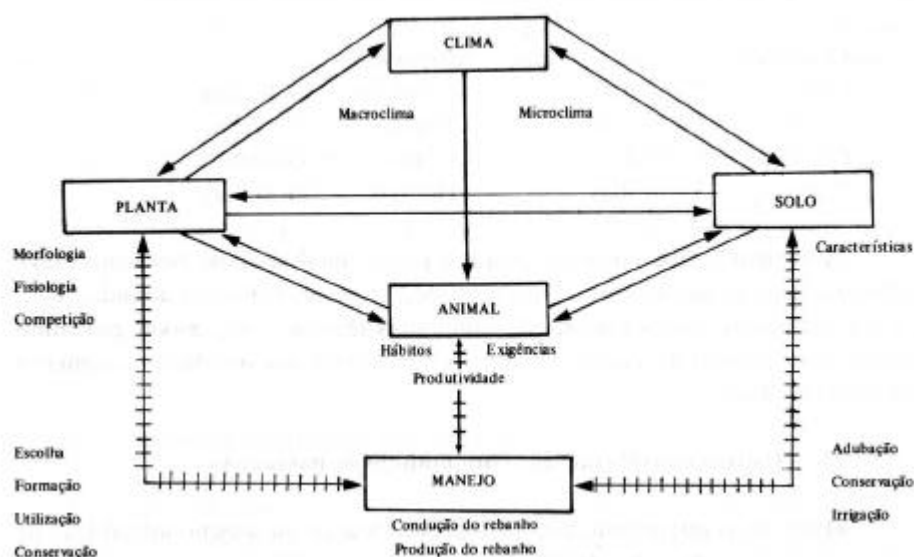 CLIMA
Macroclima
Microclima
PLANTA
SOLO
Morfologia
Fisiologia
Competição
Características
ANIMAL
Hábitos
Exigências
Produtividade
Escolha
Formação
Utilização
Conservação
MANEJO
Condução do rebanho
Produção do rebanho
Adubação
Conservação
Irrigação